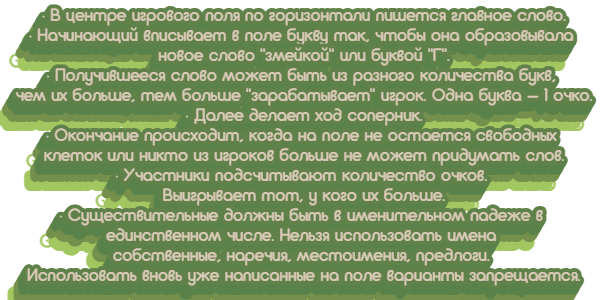 · В центре игрового поля по горизонтали пишется главное слово.
· Начинающий вписывает в поле букву так, чтобы она образовывала
новое слово "змейкой" или буквой "Г".
· Получившееся слово может быть из разного количества букв,
чем их больше, тем больше "зарабатывает" игрок. Одна буква – 1 очко.
· Далее делает ход соперник.
· Окончание происходит, когда на поле не остается свободных
клеток или никто из игроков больше не может придумать слов.
· Участники подсчитывают количество очков.
Выигрывает тот, у кого их больше.
· Существительные должны быть в именительном падеже в
единственном числе. Нельзя использовать имена
собственные, наречия, местоимения, предлоги.
Использовать вновь уже написанные на поле варианты запрещается.